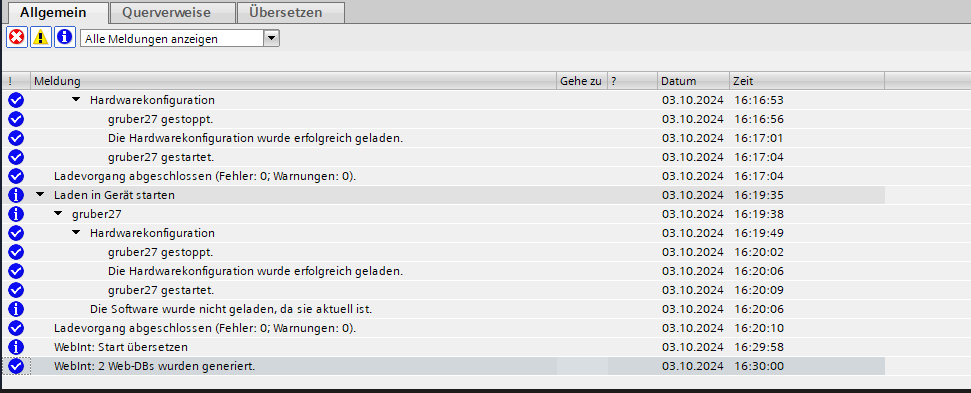 Allgemein Querverweise Übersetzen
Alle Meldungen anzeigen
! Meldung Gehe zu ? Datum Zeit
Hardwarekonfiguration 03.10.2024 16:16:53
gruber27 gestoppt. 03.10.2024 16:16:56
Die Hardwarekonfiguration wurde erfolgreich geladen. 03.10.2024 16:17:01
gruber27 gestartet. 03.10.2024 16:17:04
Ladevorgang abgeschlossen (Fehler: 0; Warnungen: 0). 03.10.2024 16:17:04
Laden in Gerät starten 03.10.2024 16:19:35
gruber27 03.10.2024 16:19:38
Hardwarekonfiguration 03.10.2024 16:19:49
gruber27 gestoppt. 03.10.2024 16:20:02
Die Hardwarekonfiguration wurde erfolgreich geladen. 03.10.2024 16:20:06
gruber27 gestartet. 03.10.2024 16:20:09
Die Software wurde nicht geladen, da sie aktuell ist. 03.10.2024 16:20:06
Ladevorgang abgeschlossen (Fehler: 0; Warnungen: 0). 03.10.2024 16:20:10
WebInt: Start übersetzen 03.10.2024 16:29:58
WebInt: 2 Web-DBs wurden generiert. 03.10.2024 16:30:00